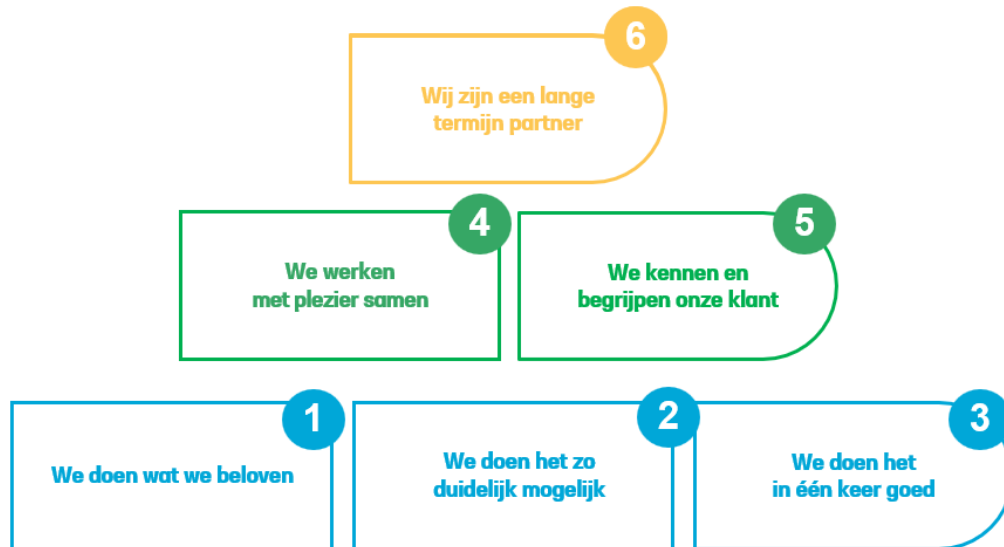 6
Wij zijn een lange
termijn partner
4
We werken
met plezier samen
5
We kennen en
begrijpen onze klant
1
We doen wat we beloven
2
We doen het zo
duidelijk mogelijk
3
We doen het
in één keer goed